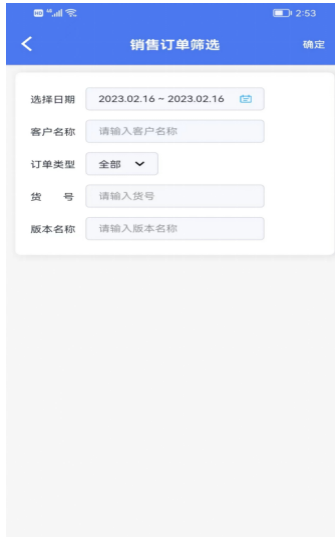 HD 2:53
销售订单筛选 确定
选择日期 2023.02.16 ~ 2023.02.16
客户名称 请输入客户名称
订单类型 全部
货 号 请输入货号
版本名称 请输入版本名称